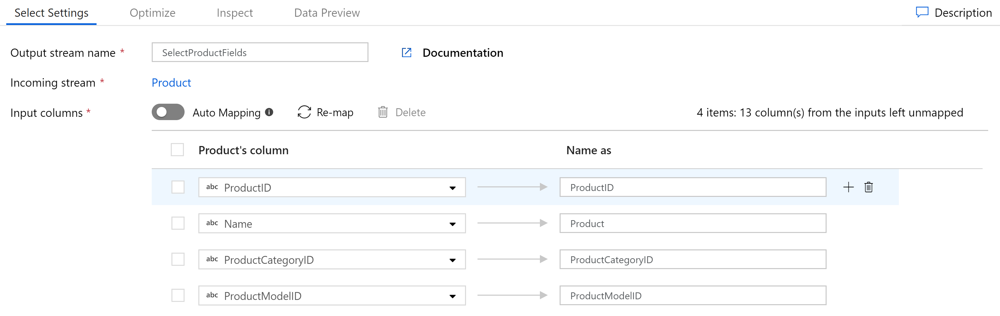 Select Settings Optimize Inspect Data Preview Description
Output stream name * SelectProductFields Documentation
Incoming stream * Product
Input columns * Auto Mapping Re-map Delete 4 items: 13 column(s) from the inputs left unmapped
Product's column Name as
abc ProductID ProductID
abc Name Product
abc ProductCategoryID ProductCategoryID
abc ProductModelID ProductModelID